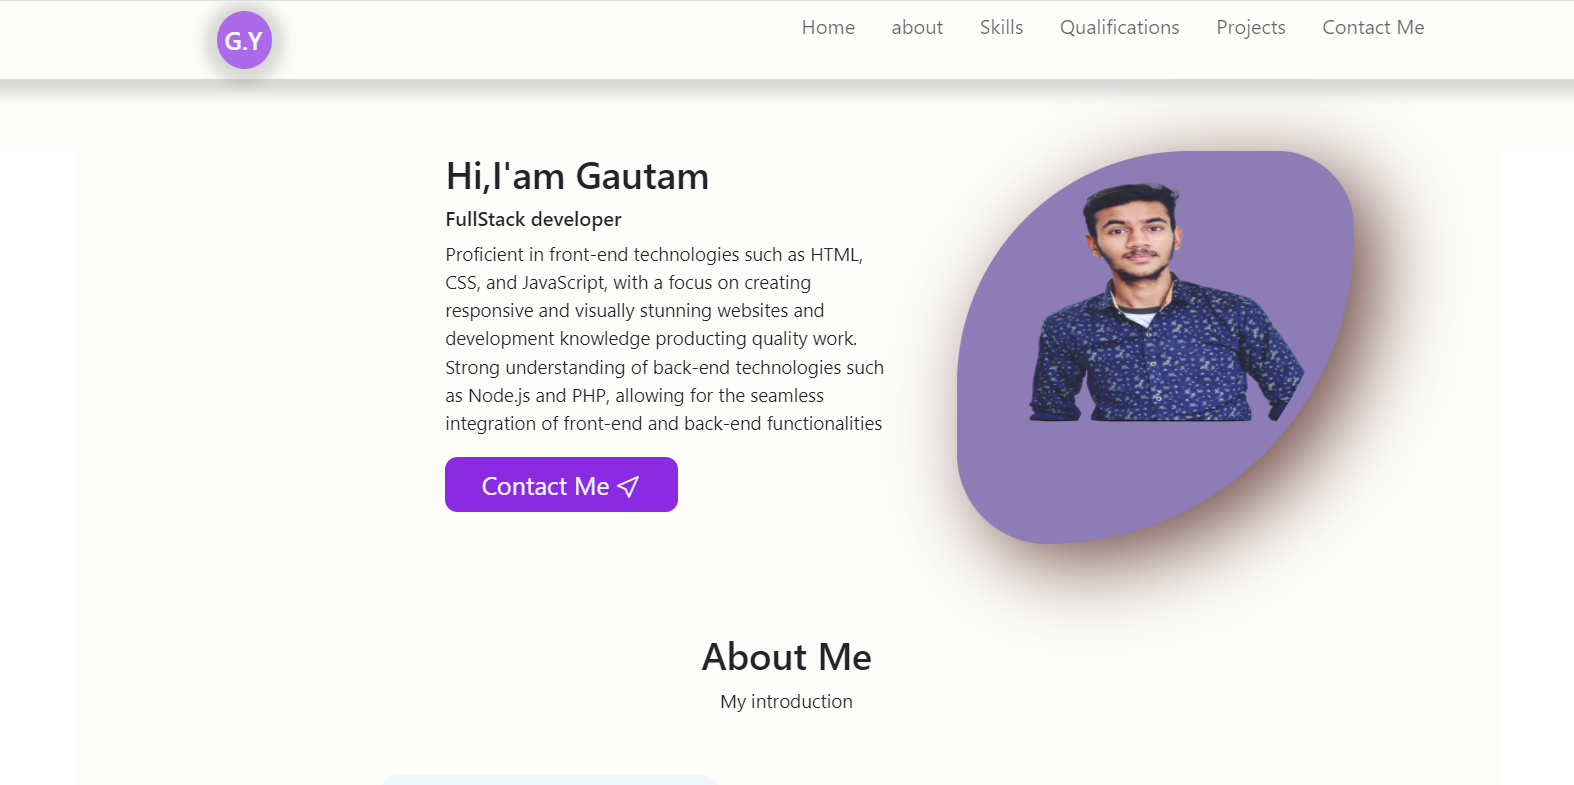 G.Y
Home about Skills Qualifications Projects Contact Me
Hi,I'am Gautam
FullStack developer
Proficient in front-end technologies such as HTML,
CSS, and JavaScript, with a focus on creating
responsive and visually stunning websites and
development knowledge producting quality work.
Strong understanding of back-end technologies such
as Node.js and PHP, allowing for the seamless
integration of front-end and back-end functionalities
Contact Me
About Me
My introduction